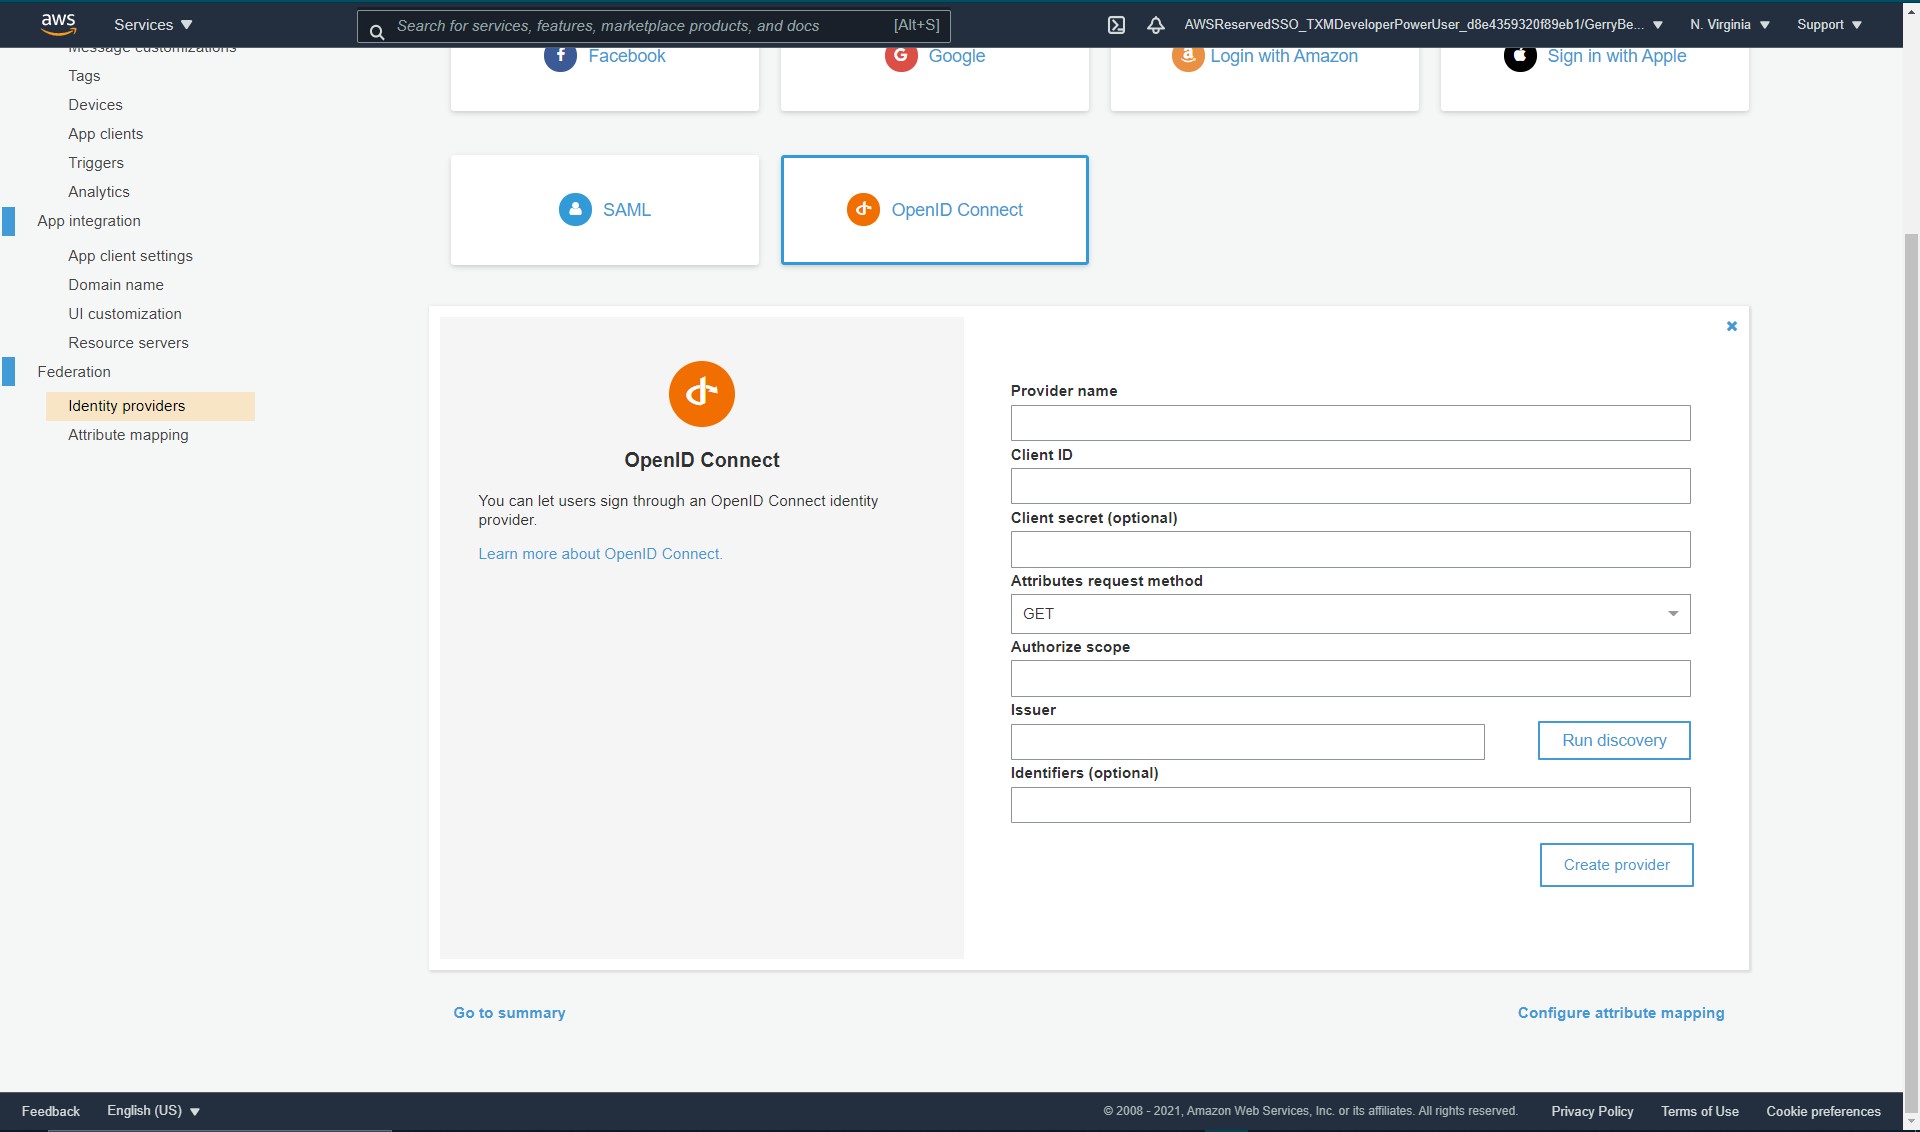 aws
Services
Search for services, features, marketplace products, and docs
[Alt+S]
AWSReservedSSO_TXMDeveloperPowerUser_d8e4359320f89eb1/GerryBe...
N. Virginia
Support
Message customizations
Tags
Devices
App clients
Triggers
Analytics
App integration
App client settings
Domain name
UI customization
Resource servers
Federation
Identity providers
Attribute mapping
Facebook
Google
Login with Amazon
Sign in with Apple
SAML
OpenID Connect
OpenID Connect
You can let users sign through an OpenID Connect identity
provider.
Learn more about OpenID Connect.
Provider name
Client ID
Client secret (optional)
Attributes request method
GET
Authorize scope
Issuer
Run discovery
Identifiers (optional)
Create provider
Go to summary
Configure attribute mapping
Feedback
English (US)
© 2008 - 2021, Amazon Web Services, Inc. or its affiliates. All rights reserved.
Privacy Policy
Terms of Use
Cookie preferences